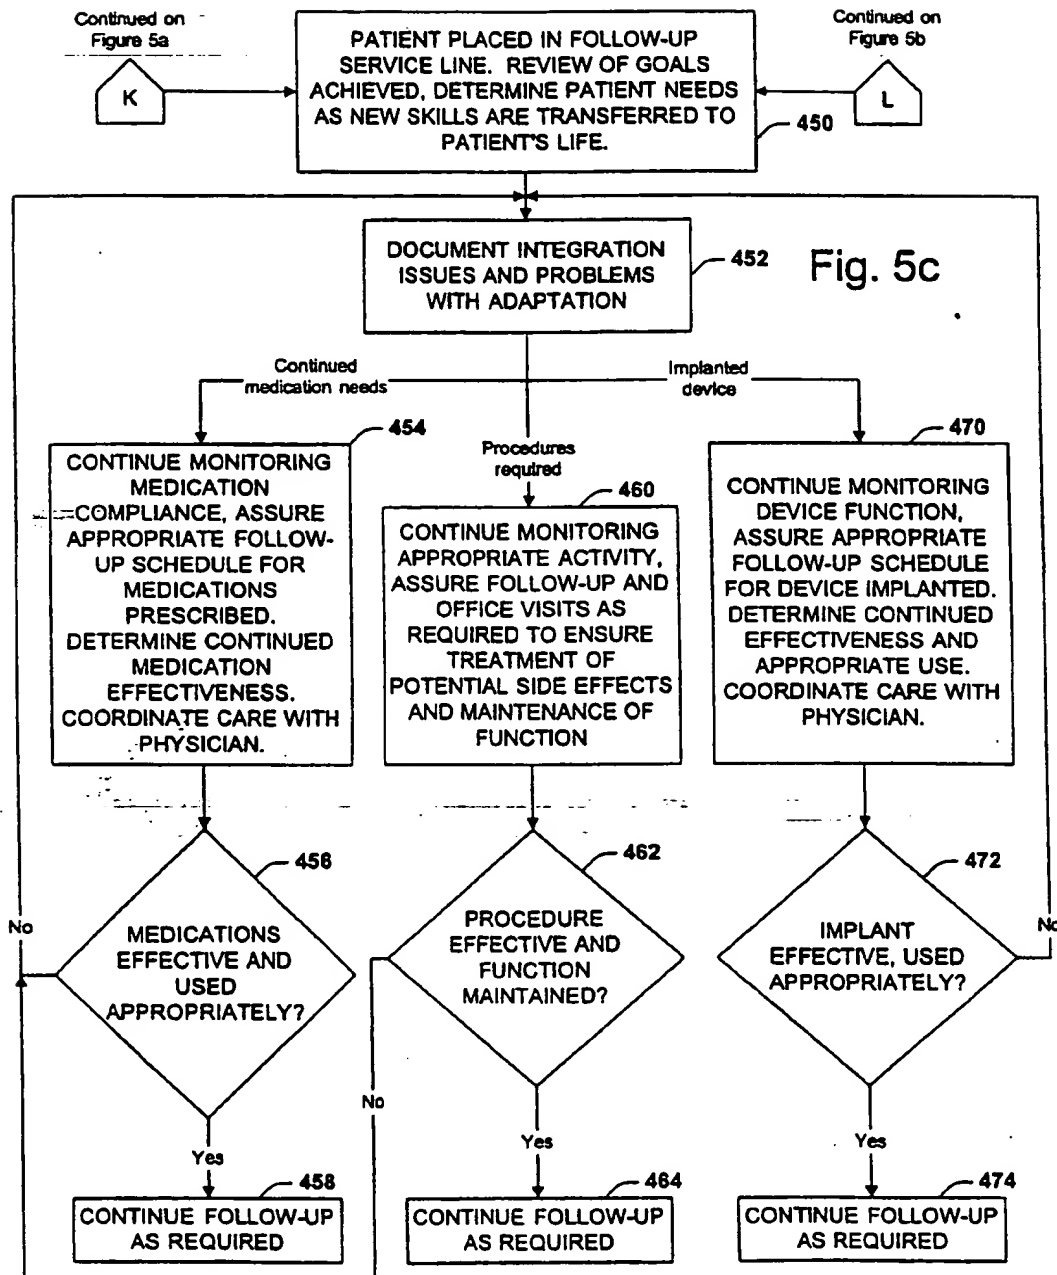 Continued on
Figure 5a
K
PATIENT PLACED IN FOLLOW-UP
SERVICE LINE. REVIEW OF GOALS
ACHIEVED, DETERMINE PATIENT NEEDS
AS NEW SKILLS ARE TRANSFERRED TO
PATIENT'S LIFE.
450
Continued on
Figure 5b
L
DOCUMENT INTEGRATION
ISSUES AND PROBLEMS
WITH ADAPTATION
452
Fig. 5c
Continued
medication needs
Procedures
required
Implanted
device
454
CONTINUE MONITORING
MEDICATION
COMPLIANCE, ASSURE
APPROPRIATE FOLLOW-
UP SCHEDULE FOR
MEDICATIONS
PRESCRIBED.
DETERMINE CONTINUED
MEDICATION
EFFECTIVENESS.
COORDINATE CARE WITH
PHYSICIAN.
460
CONTINUE MONITORING
APPROPRIATE ACTIVITY,
ASSURE FOLLOW-UP AND
OFFICE VISITS AS
REQUIRED TO ENSURE
TREATMENT OF
POTENTIAL SIDE EFFECTS
AND MAINTENANCE OF
FUNCTION
470
CONTINUE MONITORING
DEVICE FUNCTION,
ASSURE APPROPRIATE
FOLLOW-UP SCHEDULE
FOR DEVICE IMPLANTED.
DETERMINE CONTINUED
EFFECTIVENESS AND
APPROPRIATE USE.
COORDINATE CARE WITH
PHYSICIAN.
456
MEDICATIONS
EFFECTIVE AND
USED
APPROPRIATELY?
No
Yes
458
CONTINUE FOLLOW-UP
AS REQUIRED
462
PROCEDURE
EFFECTIVE AND
FUNCTION
MAINTAINED?
No
Yes
464
CONTINUE FOLLOW-UP
AS REQUIRED
472
IMPLANT
EFFECTIVE, USED
APPROPRIATELY?
No
Yes
474
CONTINUE FOLLOW-UP
AS REQUIRED